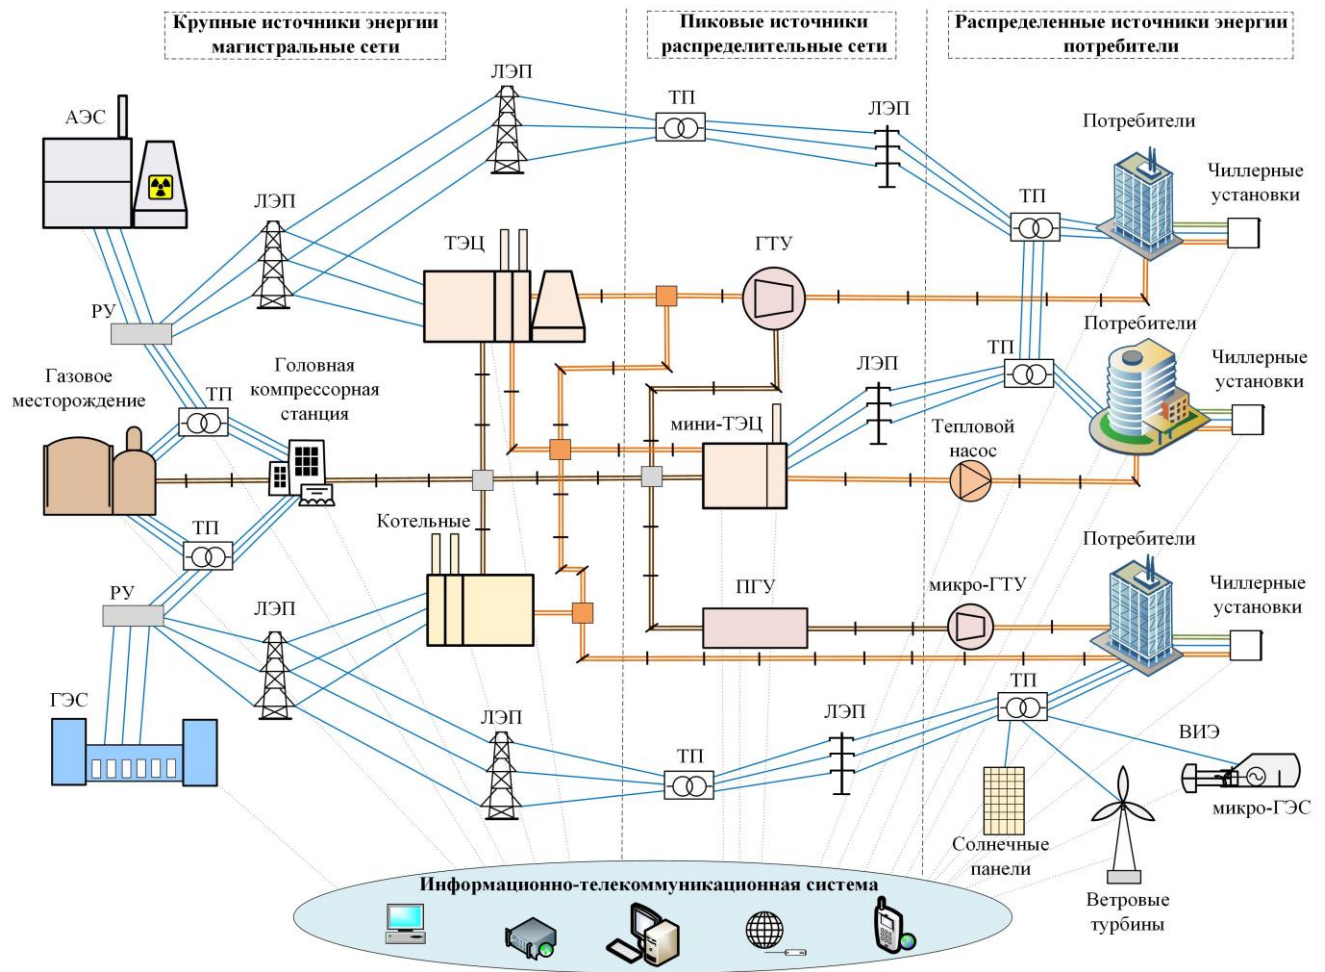 Крупные источники энергии
магистральные сети
Пиковые источники
распределительные сети
Распределенные источники энергии
потребители
ЛЭП
ТП
ЛЭП
АЭС
Потребители
Чиллерные
установки
ЛЭП
ТП
ТЭЦ
ГТУ
РУ
Потребители
Газовое
месторождение
ТП
Головная
компрессорная
станция
ЛЭП
ТП
Чиллерные
установки
мини-ТЭЦ
Тепловой
насос
ТП
Котельные
Потребители
РУ
ЛЭП
ПГУ
микро-ГТУ
Чиллерные
установки
ГЭС
ЛЭП
ТП
ЛЭП
ТП
ВИЭ
микро-ГЭС
Солнечные
панели
Ветровые
турбины
Информационно-телекоммуникационная система